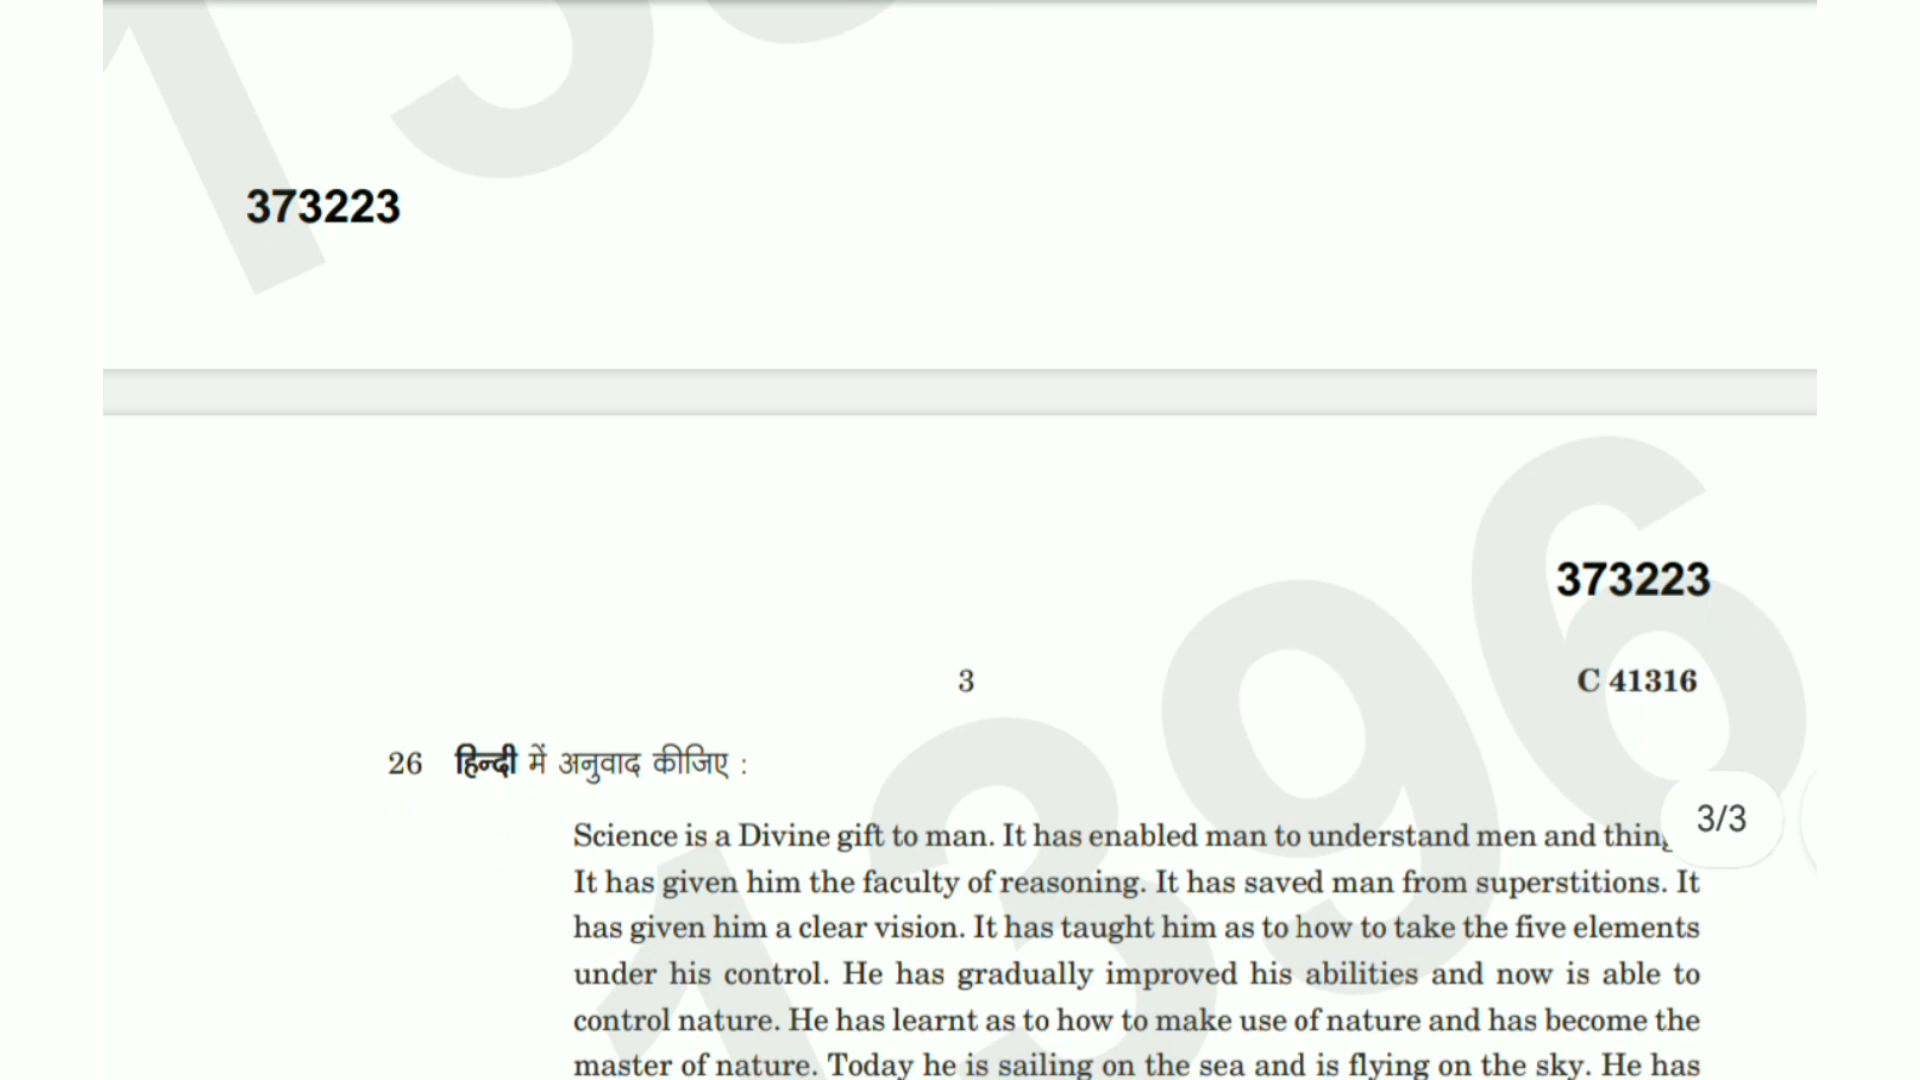 373223
373223
3
C 41316
26 हिन्दी में अनुवाद कीजिए :
Science is a Divine gift to man. It has enabled man to understand men and
3/3
It has given him the faculty of reasoning. It has saved man from superstitions. It
has given him a clear vision. It has taught him as to how to take the five elements
under his control. He has gradually improved his abilities and now is able to
control nature. He has learnt as to how to make use of nature and has become the
master of nature. Today he is sailing on the sea and is flying on the sky. He has
1396